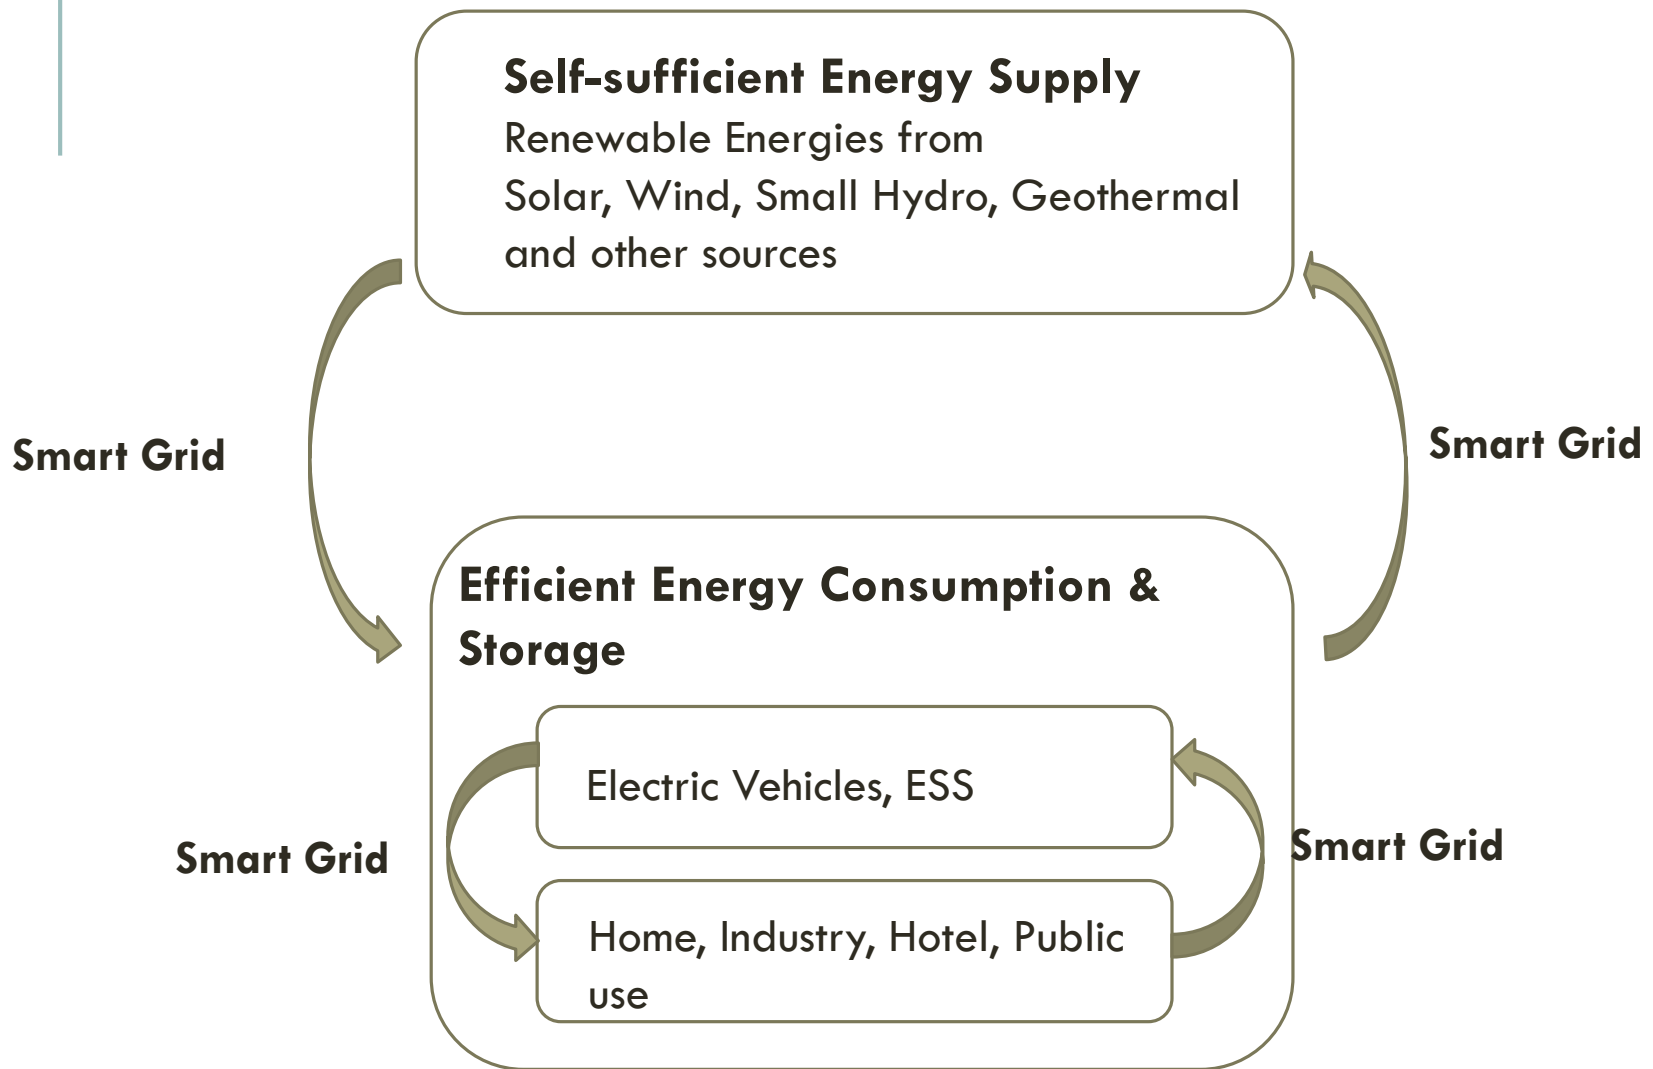 Self-sufficient Energy Supply
Renewable Energies from
Solar, Wind, Small Hydro, Geothermal
and other sources
Smart Grid
Smart Grid
Efficient Energy Consumption &
Storage
Electric Vehicles, ESS
Smart Grid
Smart Grid
Home, Industry, Hotel, Public
use